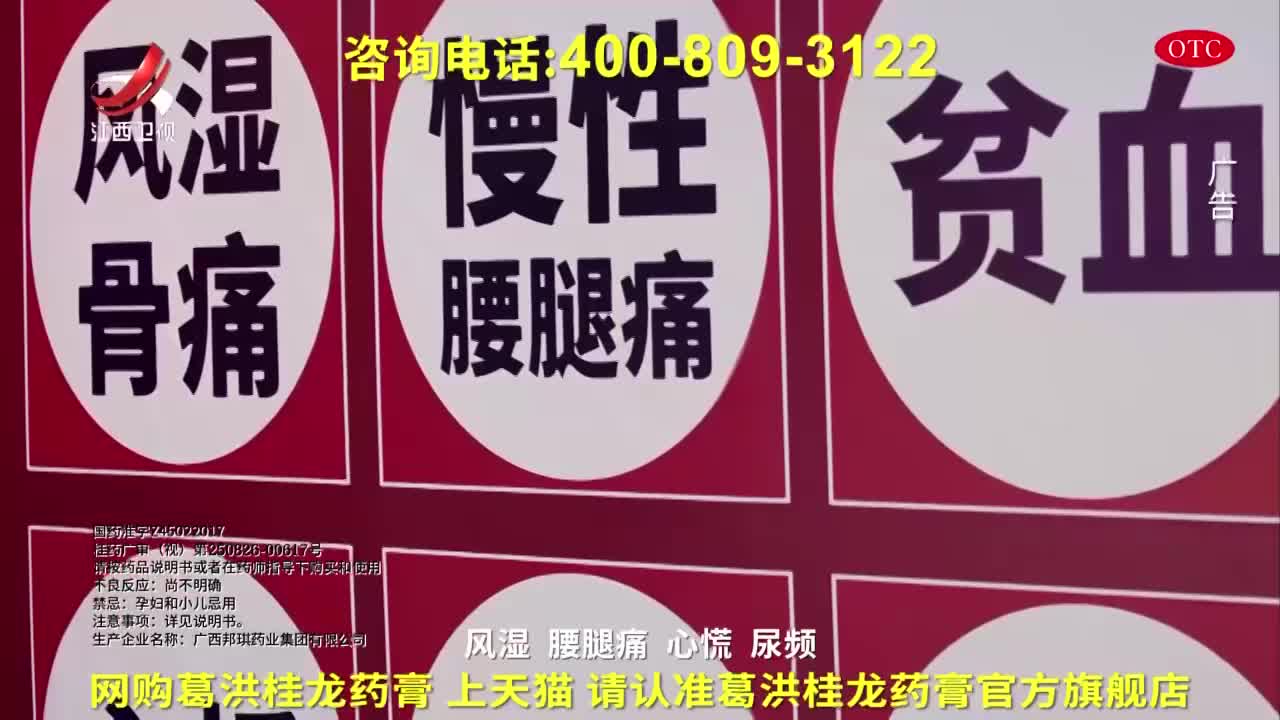 咨询电话:400-809-3122
OTC
江西卫视
广告
风湿
骨痛
慢性
腰腿痛
贫血
国药准字Z45022017
桂药广审（视）第250826-00617号
请按药品说明书或者在药师指导下购买和使用
不良反应：尚不明确
禁忌：孕妇和小儿忌用
注意事项：详见说明书。
生产企业名称：广西邦琪药业集团有限公司
风湿 腰腿痛 心慌 尿频
网购葛洪桂龙药膏 上天猫 请认准葛洪桂龙药膏官方旗舰店